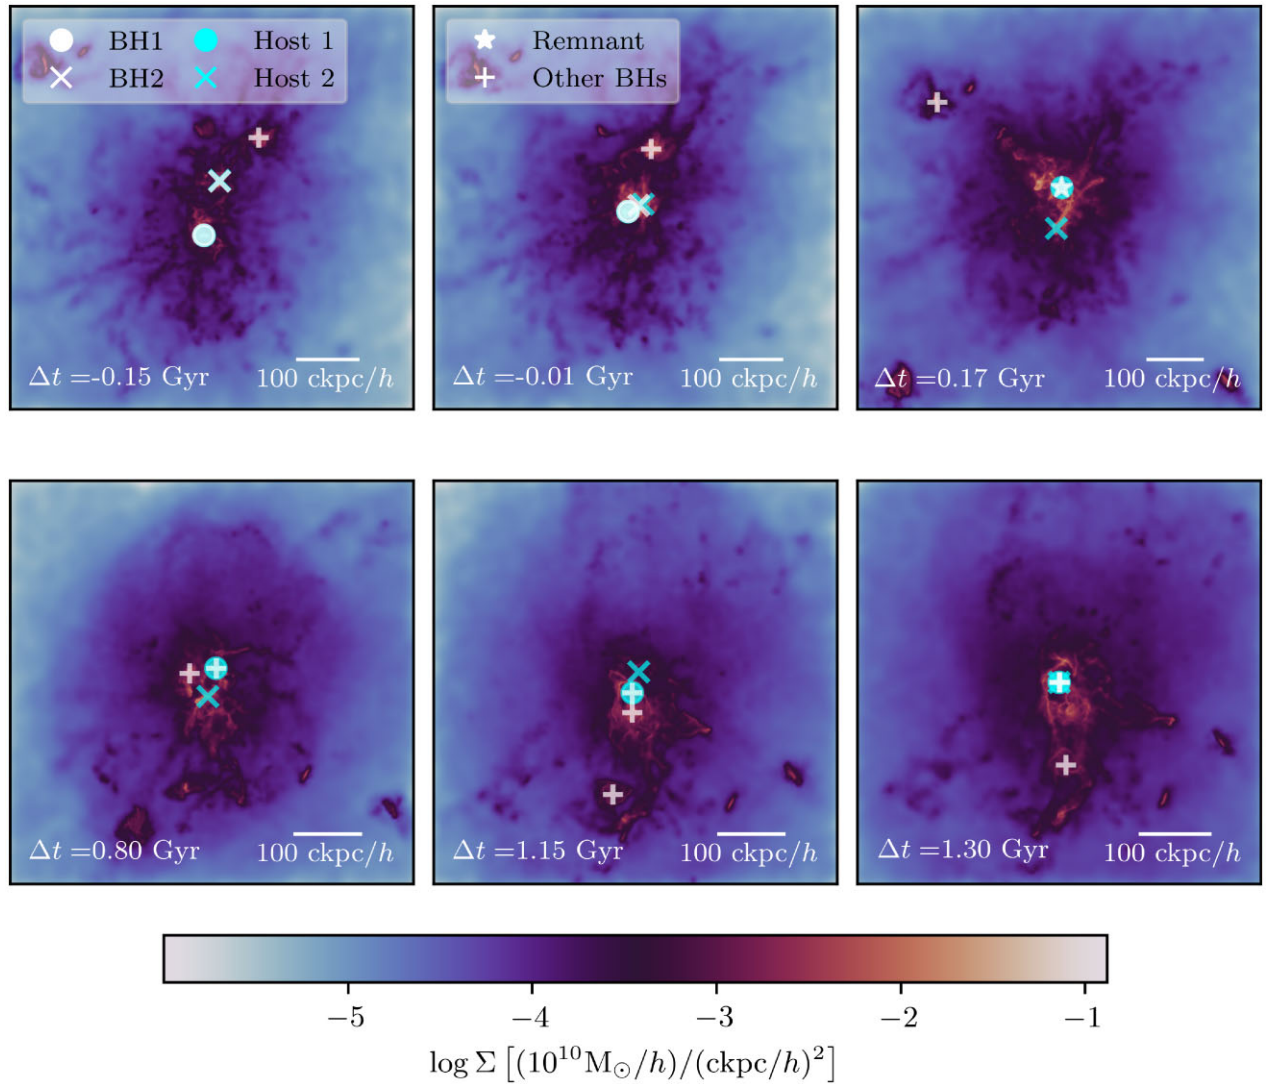 BH1 Host 1
BH2 Host 2
Remnant
Other BHs
Δt =-0.15 Gyr 100 ckpc/h
Δt =-0.01 Gyr 100 ckpc/h
Δt =0.17 Gyr 100 ckpc/h
Δt =0.80 Gyr 100 ckpc/h
Δt =1.15 Gyr 100 ckpc/h
Δt =1.30 Gyr 100 ckpc/h
−5 −4 −3 −2 −1
log Σ [(10¹⁰M☉/h)/(ckpc/h)²]